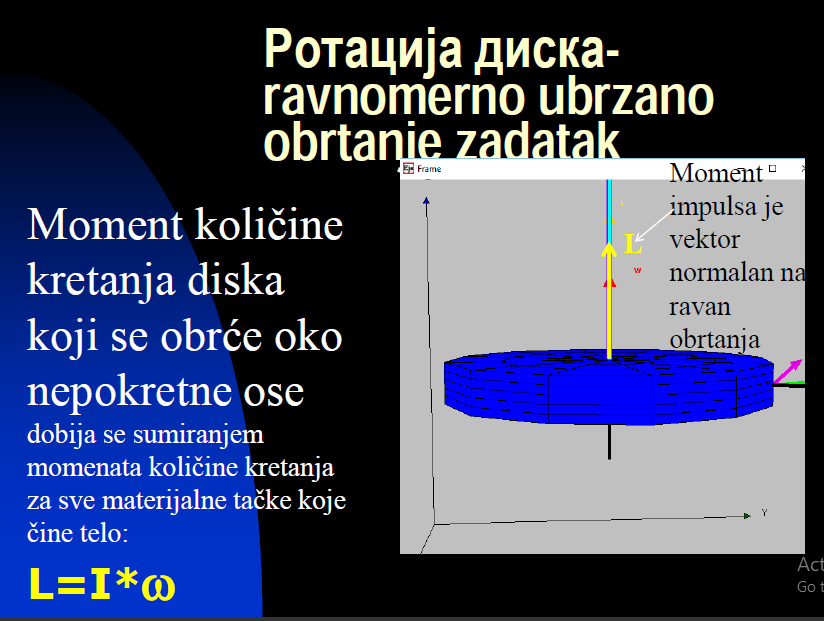 Ротација диска-
ravnomerno ubrzano
obrtanje zadatak
Moment količine
kretanja diska
koji se obrće oko
nepokretne ose
dobija se sumiranjem
momenata količine kretanja
za sve materijalne tačke koje
čine telo:
L=I*ω
Frame
Moment
impulsa je
vektor
normalan na
ravan
obrtanja
L
L
w
Y
Act
Go t